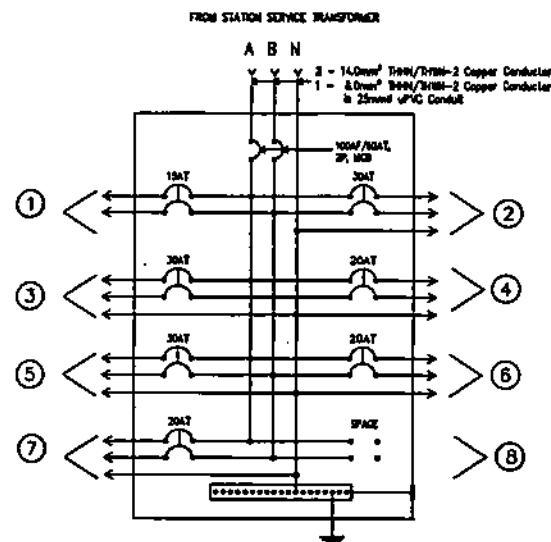 FROM STATION SERVICE TRANSFORMER
A B N
2 - 14.0mm² THHN/THWN-2 Copper Conductor
1 - 8.0mm² THHN/THWN-2 Copper Conductor
in 25mmø uPVC Conduit
100AF/60AT,
2P, MCB
15AT 30AT
1 2
30AT 20AT
3 4
30AT 20AT
5 6
20AT SPACE
7 8